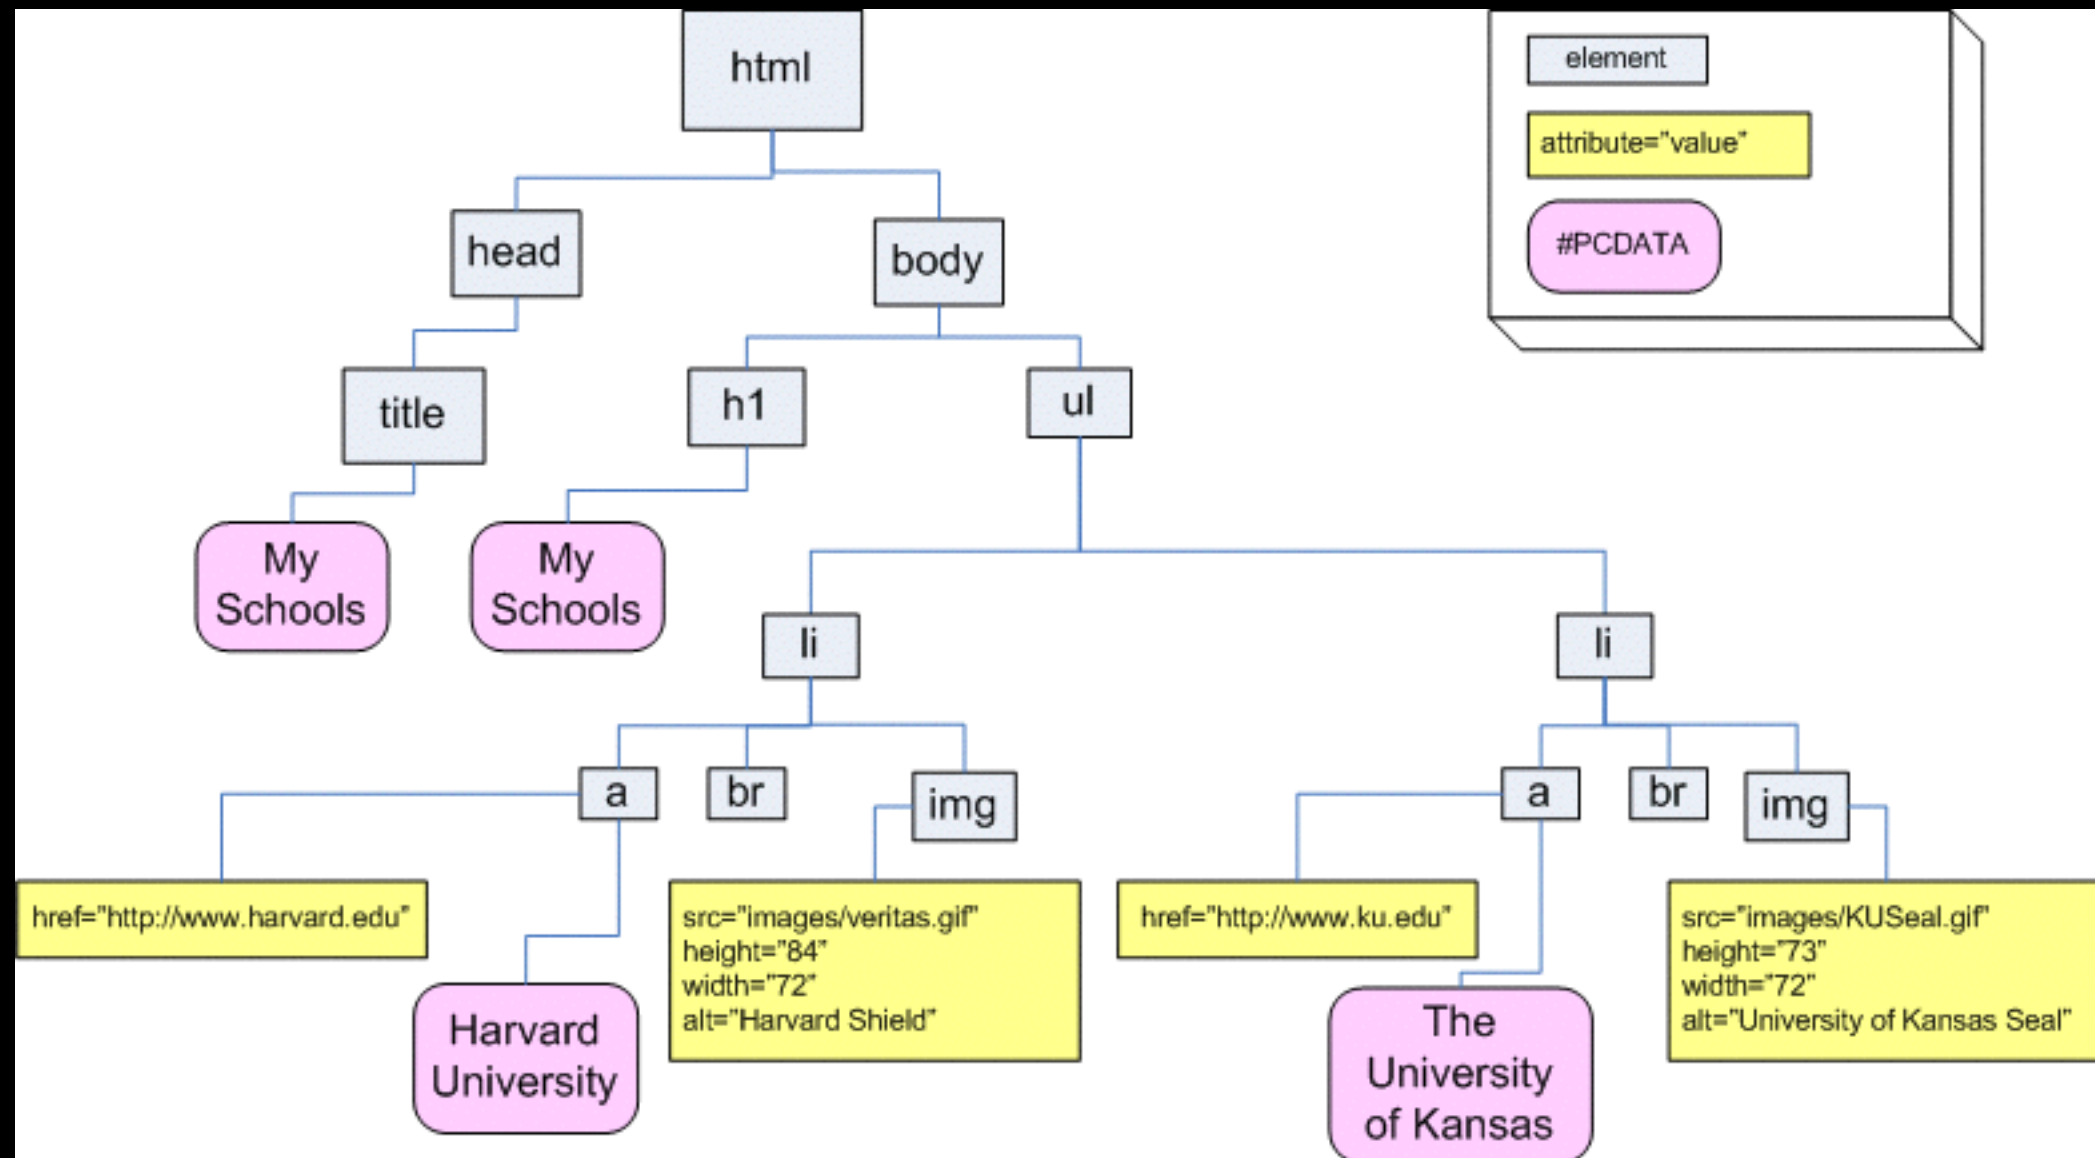 html
element
attribute="value"
#PCDATA
head
body
title
h1
ul
My
Schools
My
Schools
li
li
a
br
img
a
br
img
href="http://www.harvard.edu"
src="images/veritas.gif"
height="84"
width="72"
alt="Harvard Shield"
href="http://www.ku.edu"
src="images/KUSeal.gif"
height="73"
width="72"
alt="University of Kansas Seal"
Harvard
University
The
University
of Kansas